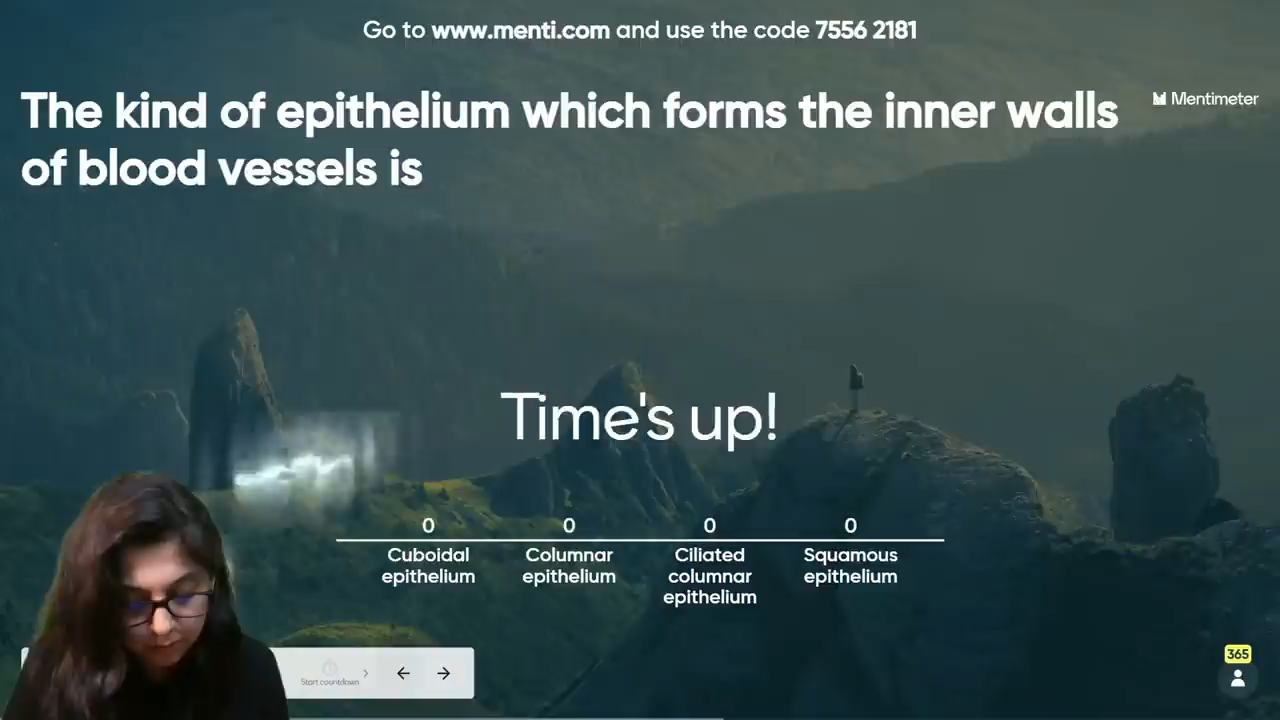 Go to www.menti.com and use the code 7556 2181
The kind of epithelium which forms the inner walls
of blood vessels is
Mentimeter
Time's up!
0
0
0
0
Cuboidal
epithelium
Columnar
epithelium
Ciliated
columnar
epithelium
Squamous
epithelium
Start countdown
365